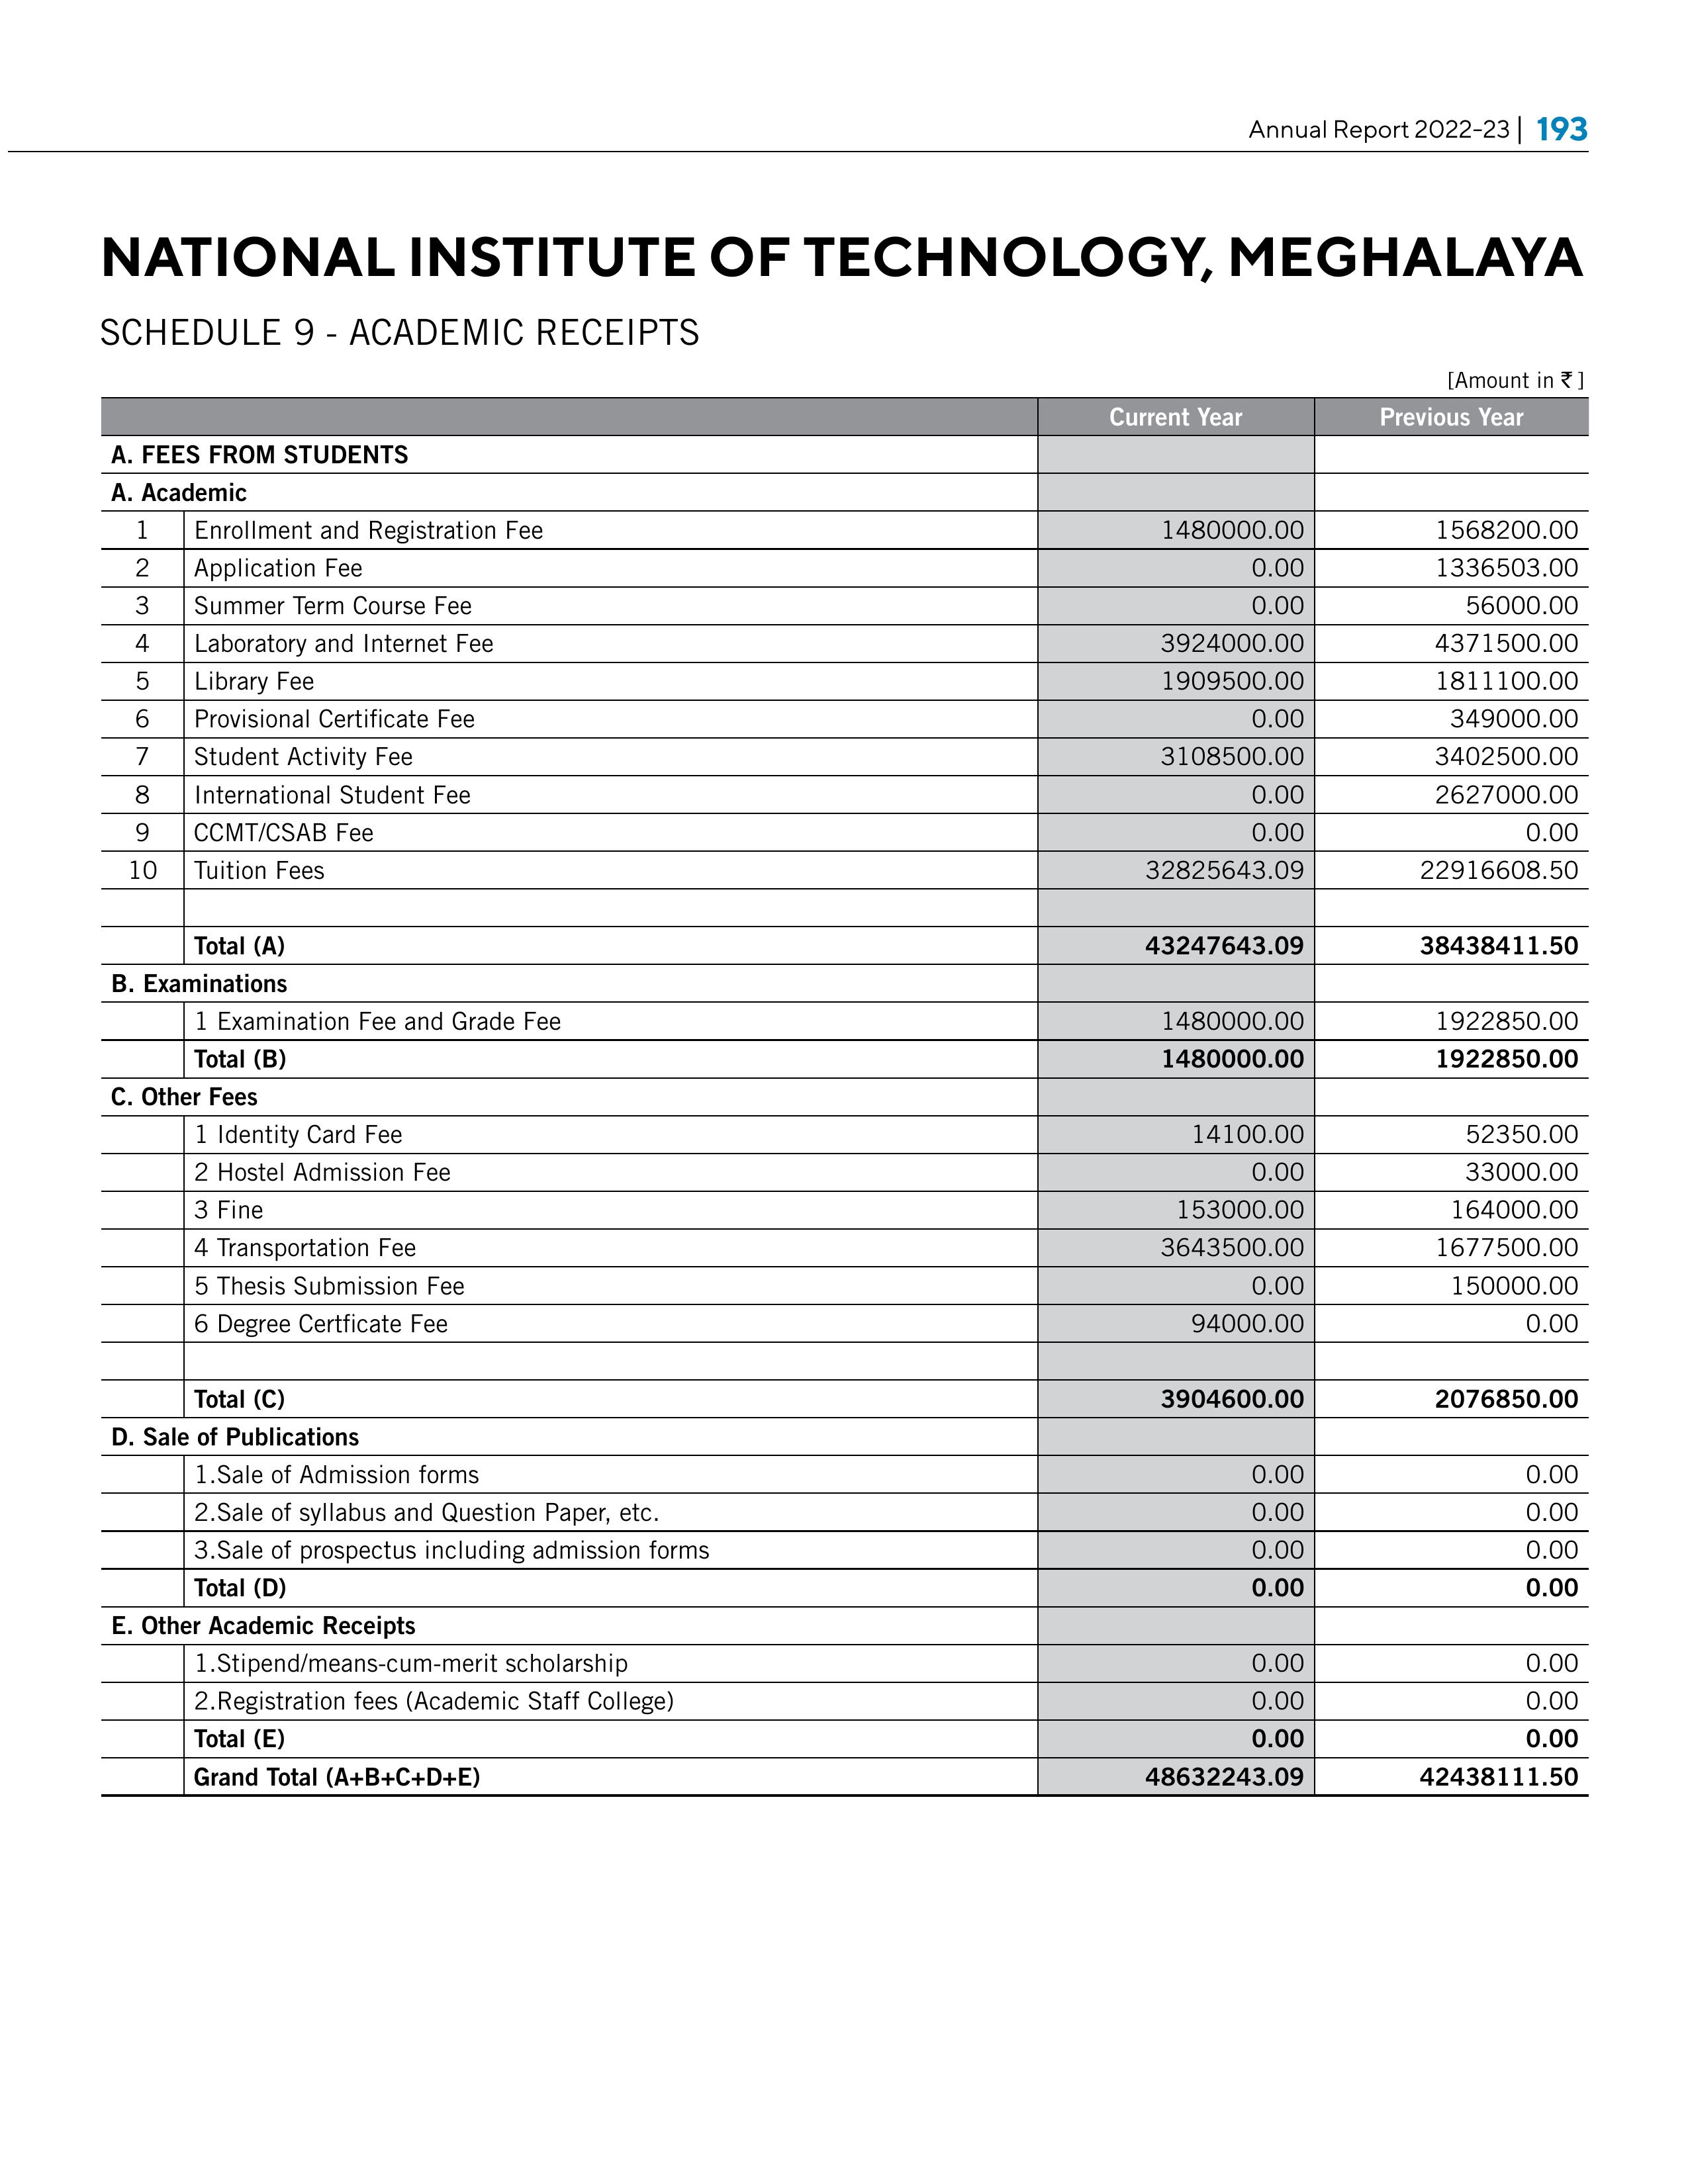 Annual Report 2022-23 | 193
NATIONAL INSTITUTE OF TECHNOLOGY, MEGHALAYA
SCHEDULE 9 - ACADEMIC RECEIPTS
[Amount in ₹ ]
Current Year Previous Year
A. FEES FROM STUDENTS
A. Academic
1 Enrollment and Registration Fee 1480000.00 1568200.00
2 Application Fee 0.00 1336503.00
3 Summer Term Course Fee 0.00 56000.00
4 Laboratory and Internet Fee 3924000.00 4371500.00
5 Library Fee 1909500.00 1811100.00
6 Provisional Certificate Fee 0.00 349000.00
7 Student Activity Fee 3108500.00 3402500.00
8 International Student Fee 0.00 2627000.00
9 CCMT/CSAB Fee 0.00 0.00
10 Tuition Fees 32825643.09 22916608.50
Total (A) 43247643.09 38438411.50
B. Examinations
1 Examination Fee and Grade Fee 1480000.00 1922850.00
Total (B) 1480000.00 1922850.00
C. Other Fees
1 Identity Card Fee 14100.00 52350.00
2 Hostel Admission Fee 0.00 33000.00
3 Fine 153000.00 164000.00
4 Transportation Fee 3643500.00 1677500.00
5 Thesis Submission Fee 0.00 150000.00
6 Degree Certficate Fee 94000.00 0.00
Total (C) 3904600.00 2076850.00
D. Sale of Publications
1.Sale of Admission forms 0.00 0.00
2.Sale of syllabus and Question Paper, etc. 0.00 0.00
3.Sale of prospectus including admission forms 0.00 0.00
Total (D) 0.00 0.00
E. Other Academic Receipts
1.Stipend/means-cum-merit scholarship 0.00 0.00
2.Registration fees (Academic Staff College) 0.00 0.00
Total (E) 0.00 0.00
Grand Total (A+B+C+D+E) 48632243.09 42438111.50